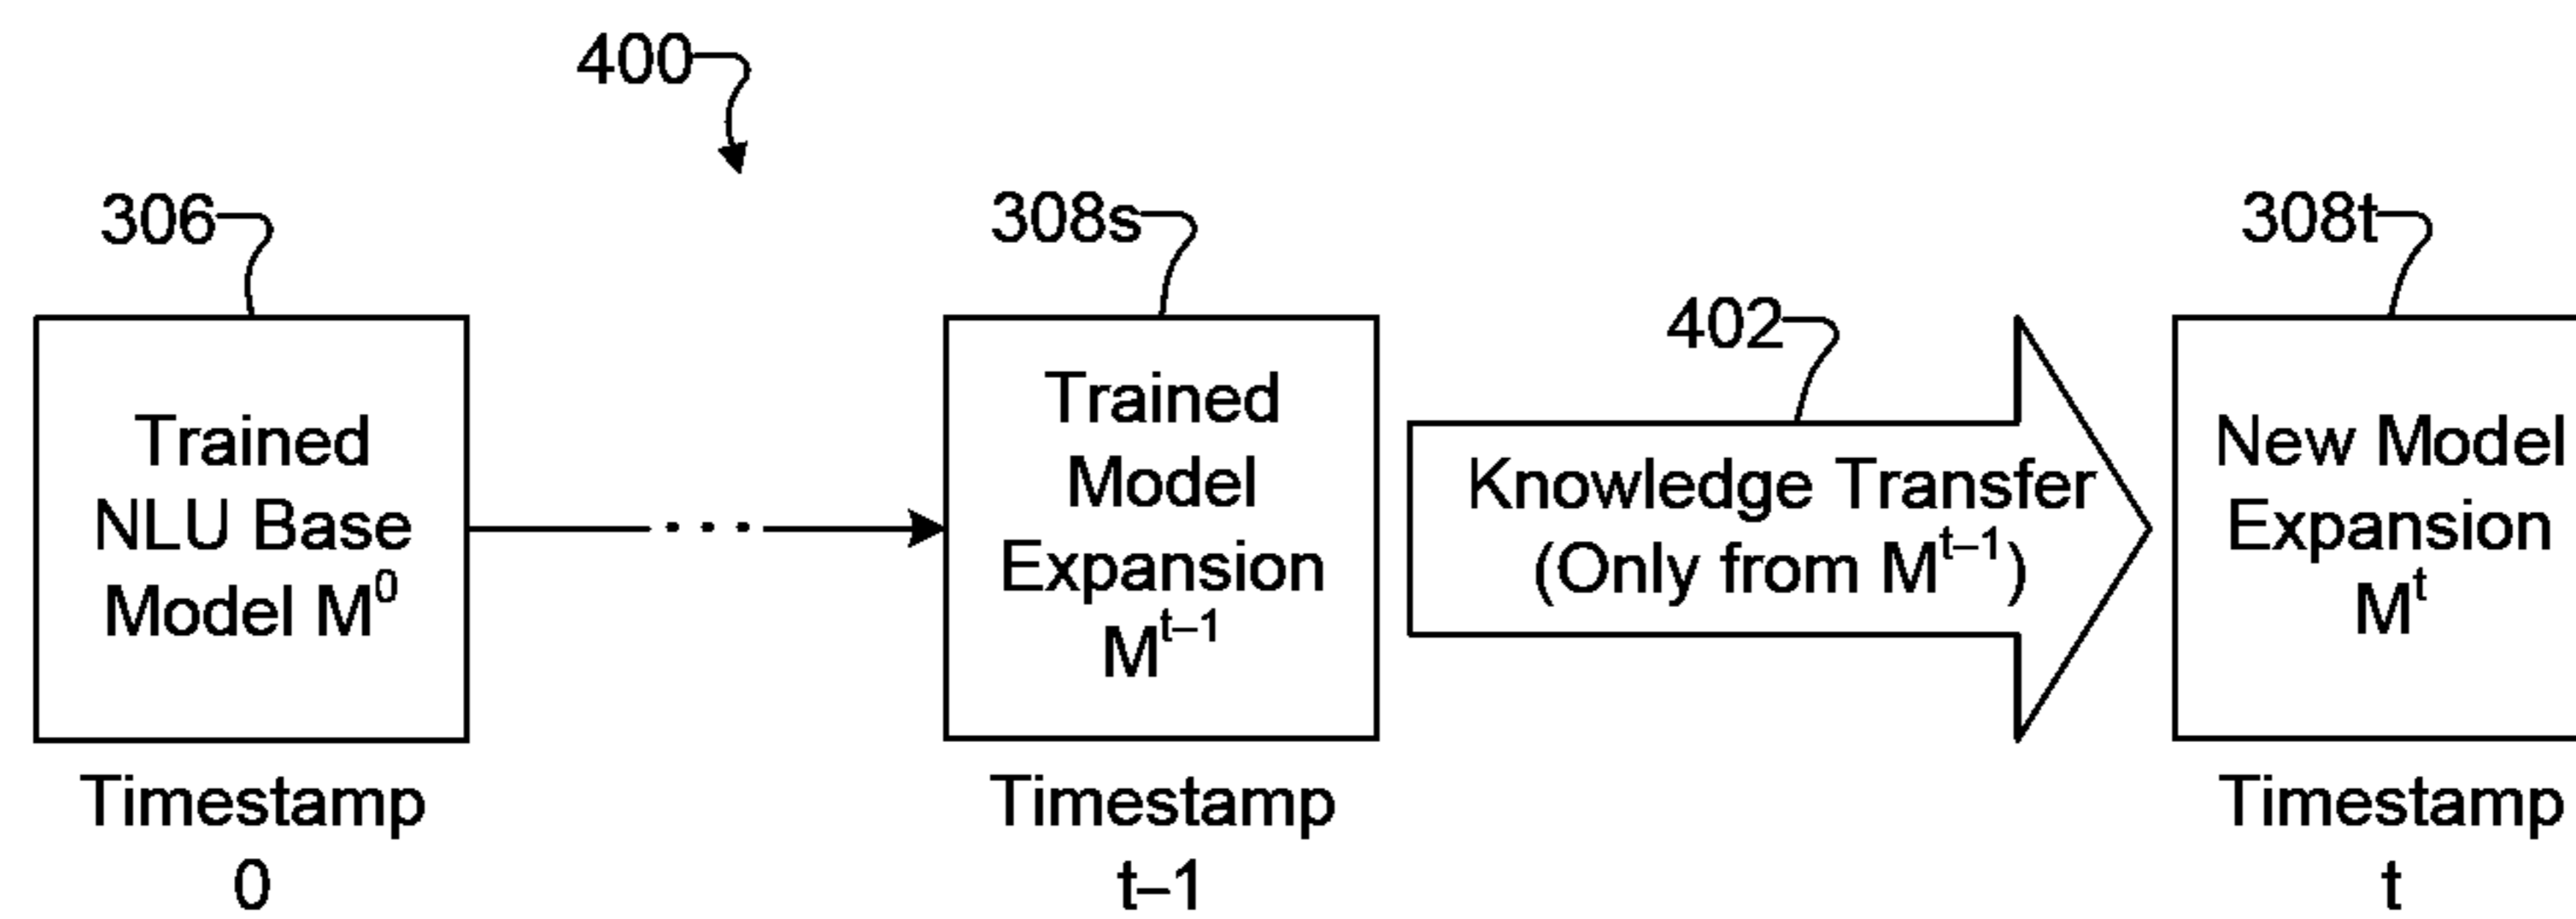 400
306
308s
402
308t
Trained
NLU Base
Model M⁰
Trained
Model
Expansion
Mᵗ⁻¹
Knowledge Transfer
(Only from Mᵗ⁻¹)
New Model
Expansion
Mᵗ
Timestamp
0
Timestamp
t–1
Timestamp
t